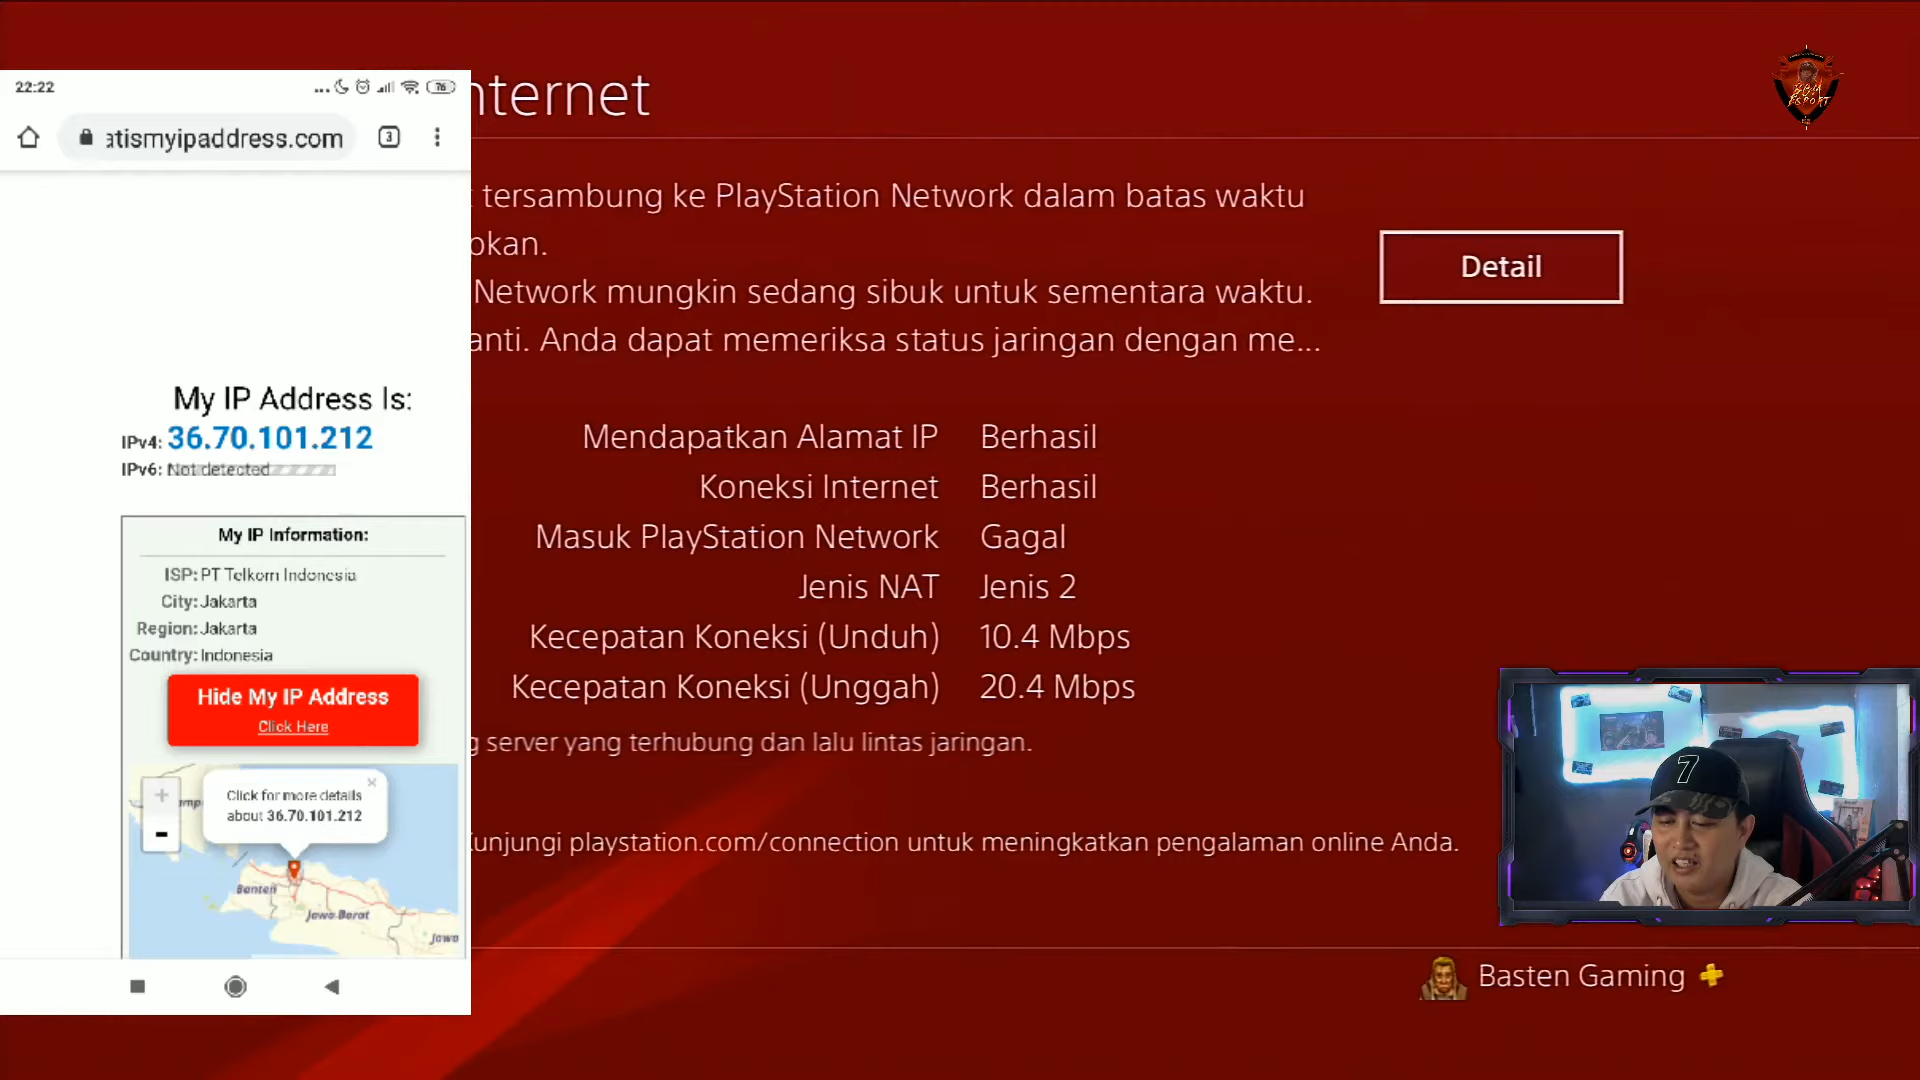 22:22
76
atismyipaddress.com
3
My IP Address Is:
IPv4: 36.70.101.212
IPv6: Not detected
My IP Information:
ISP: PT Telkom Indonesia
City: Jakarta
Region: Jakarta
Country: Indonesia
Hide My IP Address
Click Here
Click for more details
about 36.70.101.212
Banten
Jawa Barat
Jawa
nternet
tersambung ke PlayStation Network dalam batas waktu
okan.
Network mungkin sedang sibuk untuk sementara waktu.
anti. Anda dapat memeriksa status jaringan dengan me...
Detail
Mendapatkan Alamat IP Berhasil
Koneksi Internet Berhasil
Masuk PlayStation Network Gagal
Jenis NAT Jenis 2
Kecepatan Koneksi (Unduh) 10.4 Mbps
Kecepatan Koneksi (Unggah) 20.4 Mbps
g server yang terhubung dan lalu lintas jaringan.
Kunjungi playstation.com/connection untuk meningkatkan pengalaman online Anda.
7
Basten Gaming